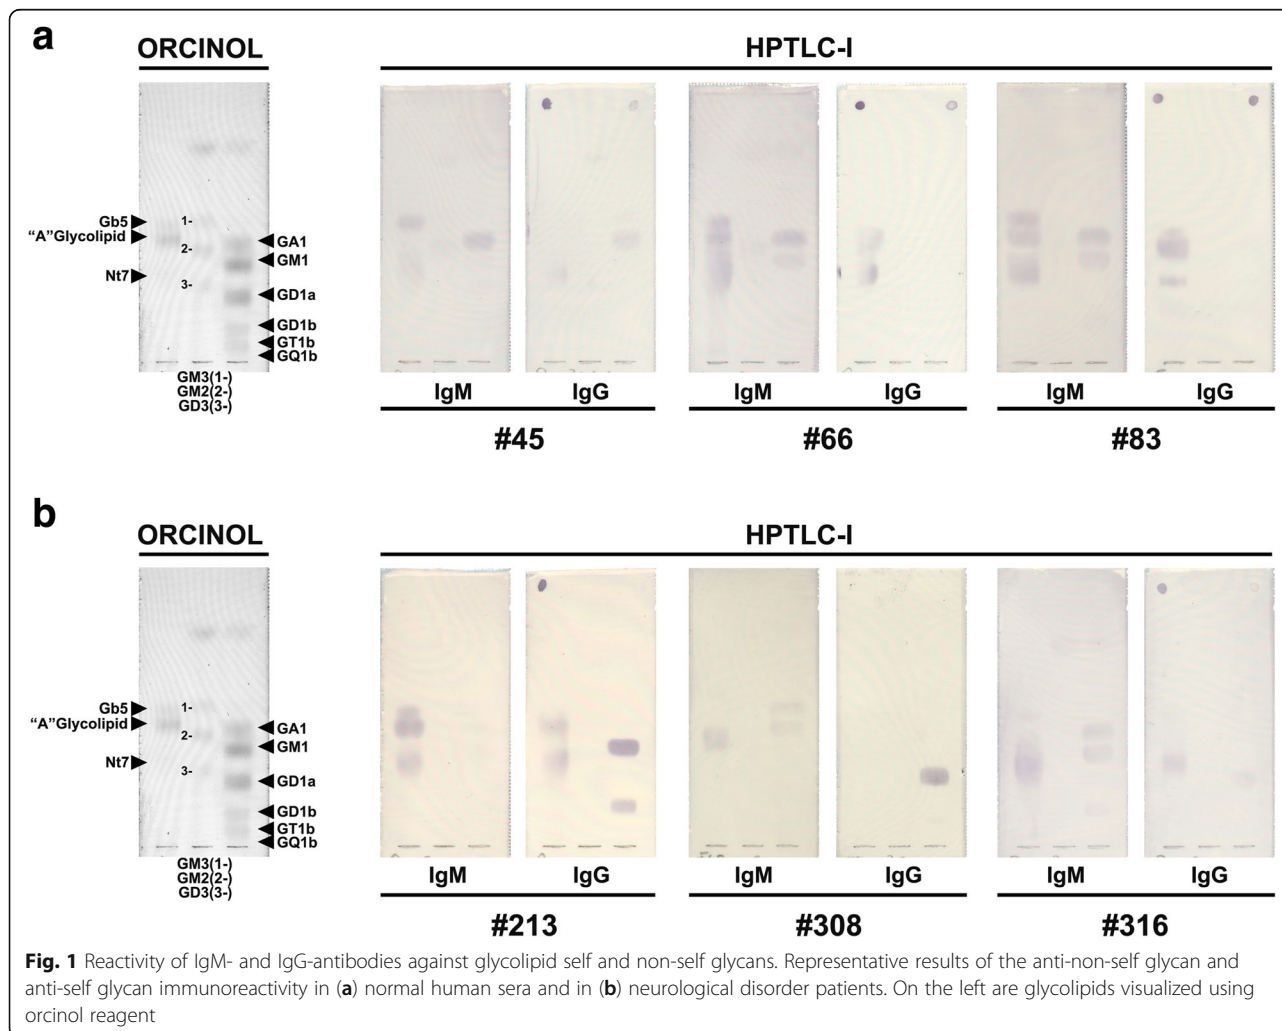 a
ORCINOL
HPTLC-I
Gb5
“A”Glycolipid
Nt7
1-
2-
3-
GA1
GM1
GD1a
GD1b
GT1b
GQ1b
GM3(1-)
GM2(2-)
GD3(3-)
IgM IgG IgM IgG IgM IgG
#45 #66 #83
b
ORCINOL
HPTLC-I
Gb5
“A”Glycolipid
Nt7
1-
2-
3-
GA1
GM1
GD1a
GD1b
GT1b
GQ1b
GM3(1-)
GM2(2-)
GD3(3-)
IgM IgG IgM IgG IgM IgG
#213 #308 #316
Fig. 1 Reactivity of IgM- and IgG-antibodies against glycolipid self and non-self glycans. Representative results of the anti-non-self glycan and
anti-self glycan immunoreactivity in (a) normal human sera and in (b) neurological disorder patients. On the left are glycolipids visualized using
orcinol reagent